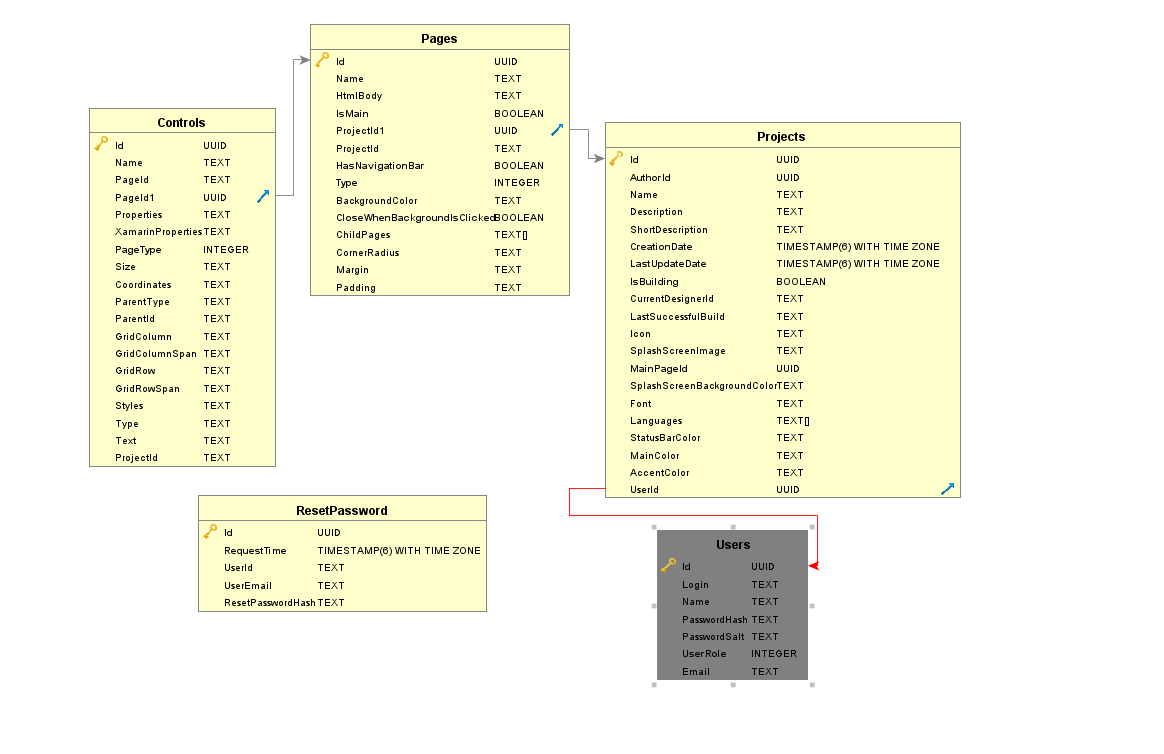 Pages
Id UUID
Name TEXT
HtmlBody TEXT
IsMain BOOLEAN
ProjectId1 UUID
ProjectId TEXT
HasNavigationBar BOOLEAN
Type INTEGER
BackgroundColor TEXT
CloseWhenBackgroundIsClicked BOOLEAN
ChildPages TEXT[]
CornerRadius TEXT
Margin TEXT
Padding TEXT
Controls
Id UUID
Name TEXT
PageId TEXT
PageId1 UUID
Properties TEXT
XamarinProperties TEXT
PageType INTEGER
Size TEXT
Coordinates TEXT
ParentType TEXT
ParentId TEXT
GridColumn TEXT
GridColumnSpan TEXT
GridRow TEXT
GridRowSpan TEXT
Styles TEXT
Type TEXT
Text TEXT
ProjectId TEXT
Projects
Id UUID
AuthorId UUID
Name TEXT
Description TEXT
ShortDescription TEXT
CreationDate TIMESTAMP(6) WITH TIME ZONE
LastUpdateDate TIMESTAMP(6) WITH TIME ZONE
IsBuilding BOOLEAN
CurrentDesignerId TEXT
LastSuccessfulBuild TEXT
Icon TEXT
SplashScreenImage TEXT
MainPageId UUID
SplashScreenBackgroundColor TEXT
Font TEXT
Languages TEXT[]
StatusBarColor TEXT
MainColor TEXT
AccentColor TEXT
UserId UUID
ResetPassword
Id UUID
RequestTime TIMESTAMP(6) WITH TIME ZONE
UserId TEXT
UserEmail TEXT
ResetPasswordHash TEXT
Users
Id UUID
Login TEXT
Name TEXT
PasswordHash TEXT
PasswordSalt TEXT
UserRole INTEGER
Email TEXT